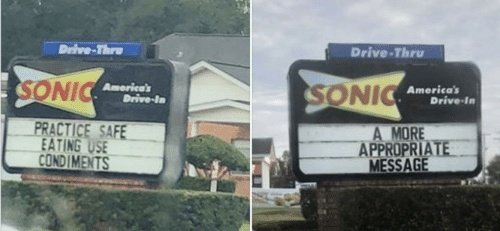 Drive-Thru
SONIC America's
Drive-In
PRACTICE SAFE
EATING USE
CONDIMENTS
Drive-Thru
SONIC America's
Drive-In
A MORE
APPROPRIATE
MESSAGE